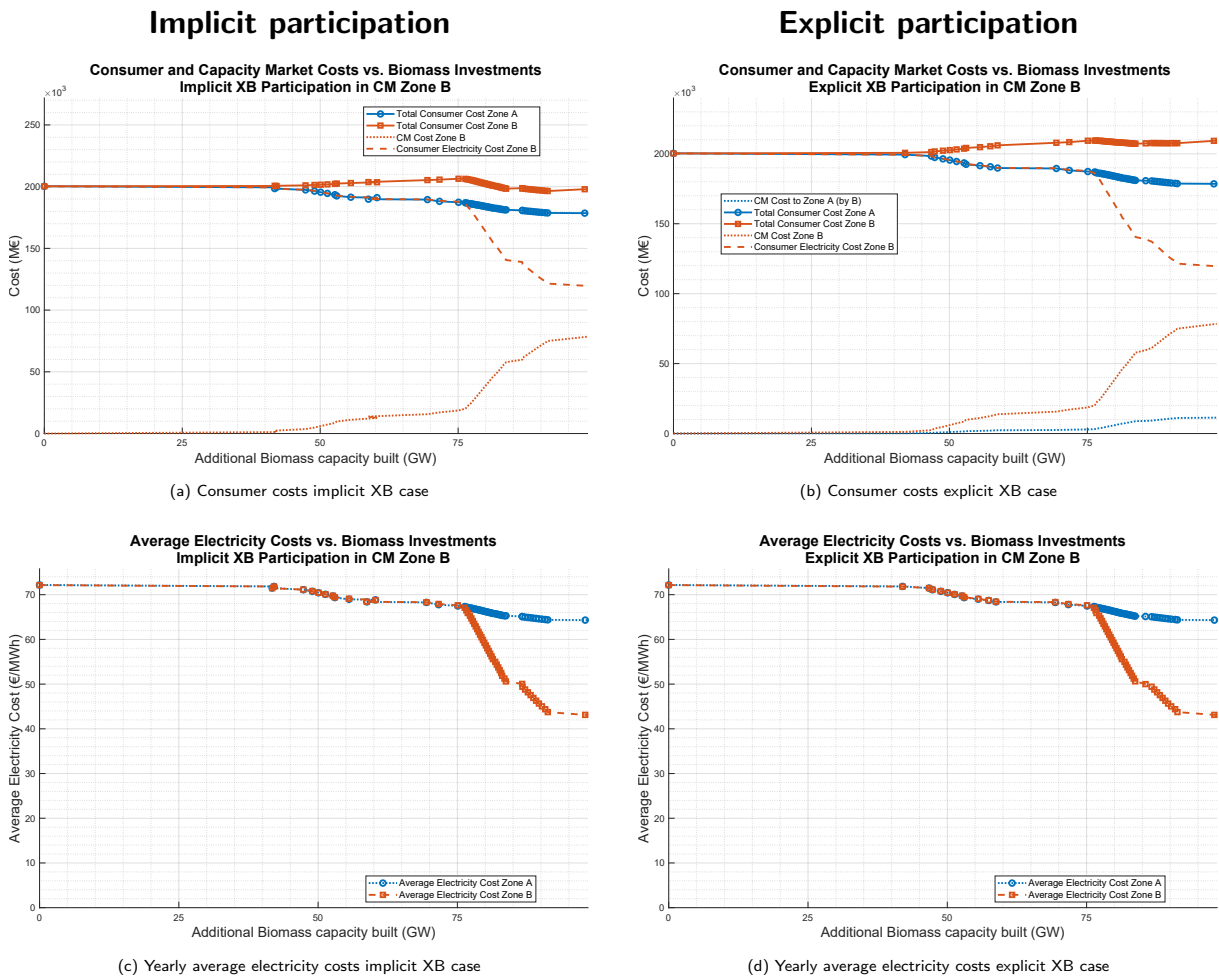 Implicit participation
Explicit participation
Consumer and Capacity Market Costs vs. Biomass Investments
Implicit XB Participation in CM Zone B
×10³
250
200
150
100
50
0
Cost (M€)
Total Consumer Cost Zone A
Total Consumer Cost Zone B
CM Cost Zone B
Consumer Electricity Cost Zone B
0 25 50 75
Additional Biomass capacity built (GW)
(a) Consumer costs implicit XB case
Consumer and Capacity Market Costs vs. Biomass Investments
Explicit XB Participation in CM Zone B
×10³
250
200
150
100
50
0
Cost (M€)
CM Cost to Zone A (by B)
Total Consumer Cost Zone A
Total Consumer Cost Zone B
CM Cost Zone B
Consumer Electricity Cost Zone B
0 25 50 75
Additional Biomass capacity built (GW)
(b) Consumer costs explicit XB case
Average Electricity Costs vs. Biomass Investments
Implicit XB Participation in CM Zone B
70
60
50
40
30
20
10
0
Average Electricity Cost (€/MWh)
Average Electricity Cost Zone A
Average Electricity Cost Zone B
0 25 50 75
Additional Biomass capacity built (GW)
(c) Yearly average electricity costs implicit XB case
Average Electricity Costs vs. Biomass Investments
Explicit XB Participation in CM Zone B
70
60
50
40
30
20
10
0
Average Electricity Cost (€/MWh)
Average Electricity Cost Zone A
Average Electricity Cost Zone B
0 25 50 75
Additional Biomass capacity built (GW)
(d) Yearly average electricity costs explicit XB case